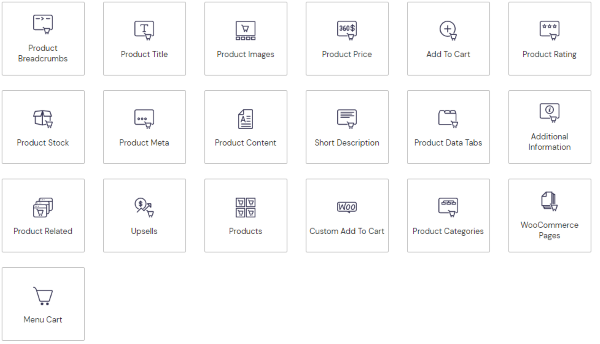 Product
Breadcrumbs
Product Title
Product Images
360$
Product Price
Add To Cart
Product Rating
Product Stock
Product Meta
Product Content
Short Description
Product Data Tabs
Additional
Information
Product Related
Upsells
Products
Woo
Custom Add To Cart
Product Categories
WooCommerce
Pages
Menu Cart